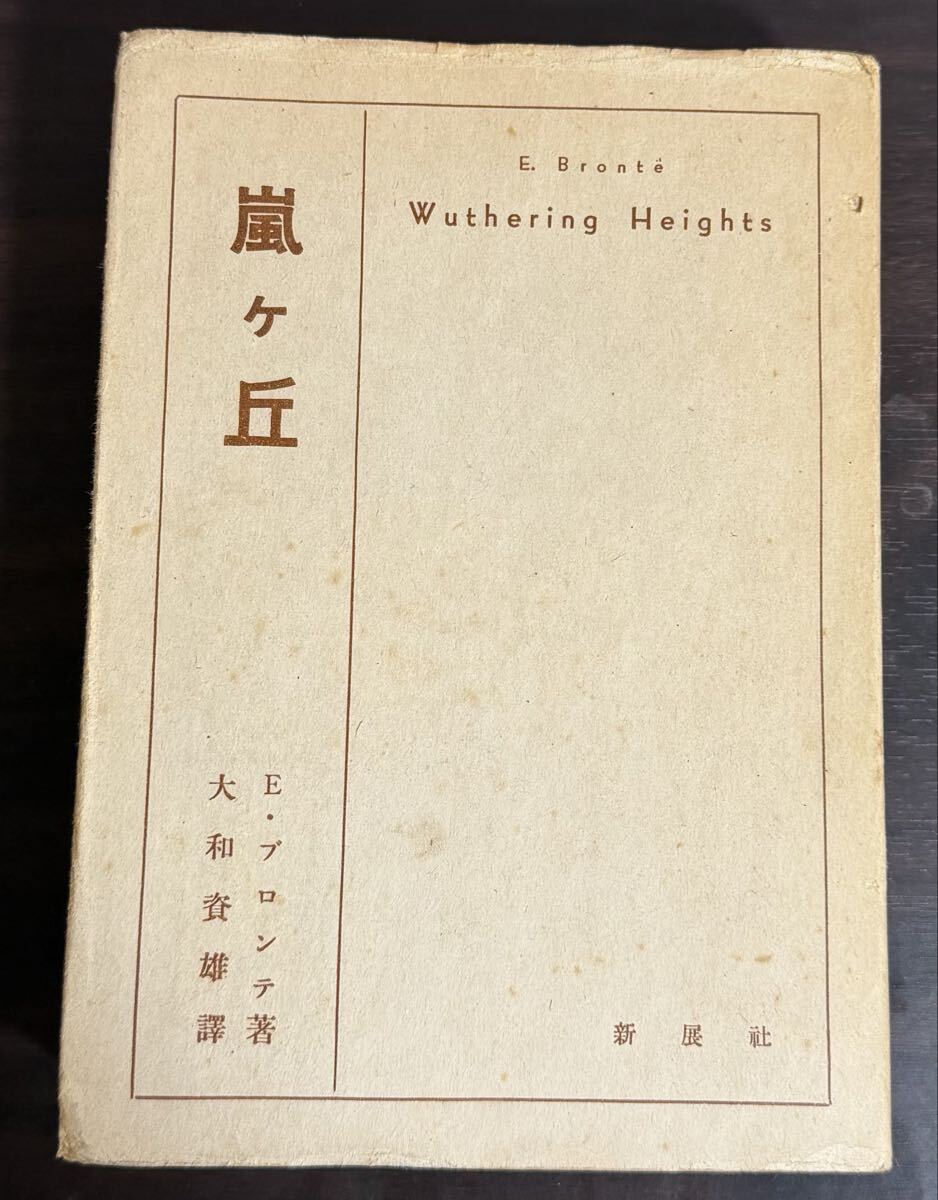 E. Brontë
Wuthering Heights
嵐ヶ丘
E・ブロンテ著
大和資雄譯
新展社